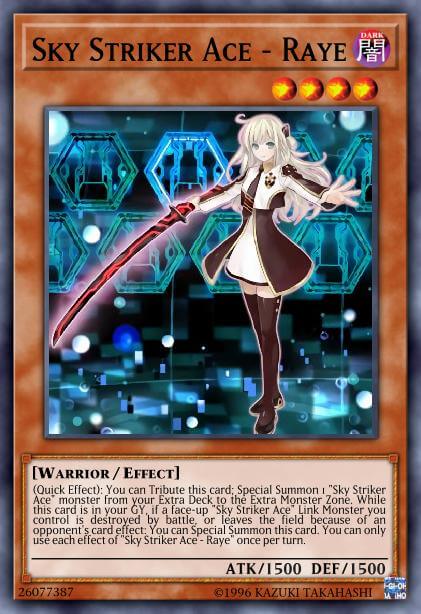 Sky Striker Ace - Raye
DARK
闇
[Warrior / Effect]
(Quick Effect): You can Tribute this card; Special Summon 1 "Sky Striker
Ace" monster from your Extra Deck to the Extra Monster Zone. While
this card is in your GY, if a face-up "Sky Striker Ace" Link Monster you
control is destroyed by battle, or leaves the field because of an
opponent's card effect: You can Special Summon this card. You can only
use each effect of "Sky Striker Ace - Raye" once per turn.
ATK/1500 DEF/1500
26077387
©1996 KAZUKI TAKAHASHI